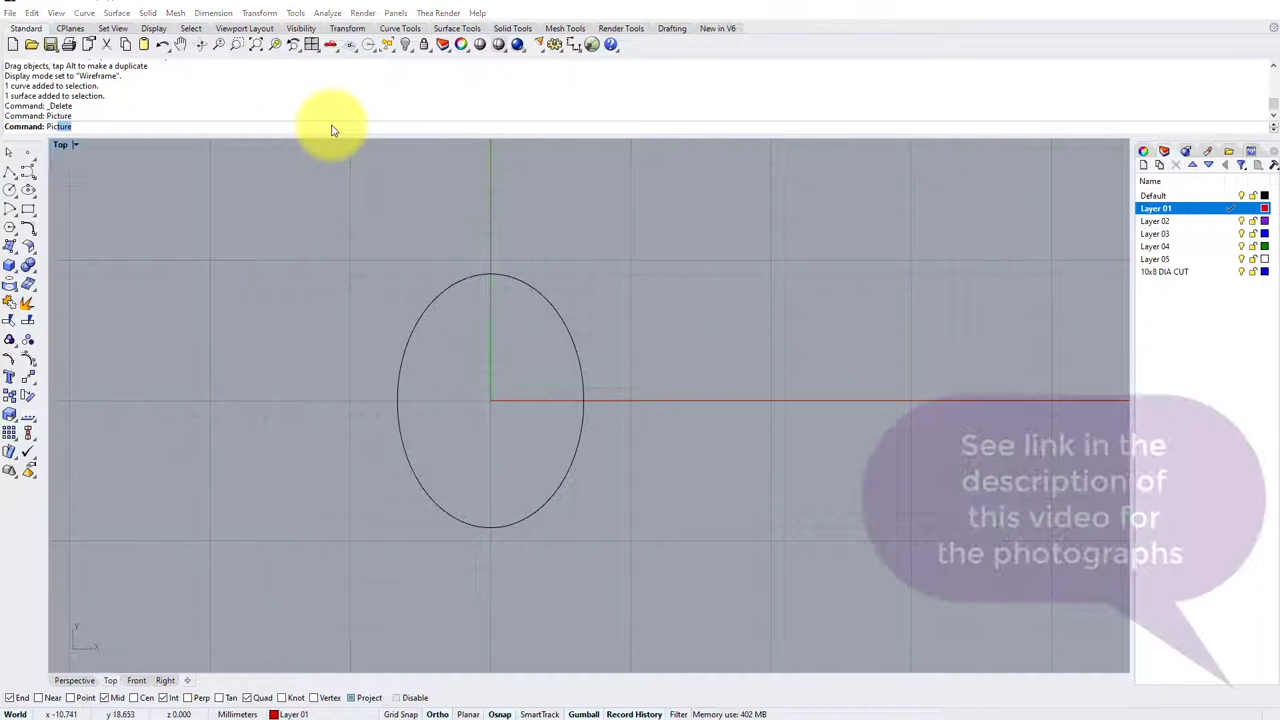 File Edit View Curve Surface Solid Mesh Dimension Transform Tools Analyze Render Panels Thea Render Help
Standard CPlanes Set View Display Select Viewport Layout Visibility Transform Curve Tools Surface Tools Solid Tools Mesh Tools Render Tools Drafting New in V6
Drag objects, tap Alt to make a duplicate
Display mode set to "Wireframe".
1 curve added to selection.
1 surface added to selection.
Command: _Delete
Command: Picture
Command: Picture
Top
Name
Default
Layer 01
Layer 02
Layer 03
Layer 04
Layer 05
10x8 DIA CUT
See link in the
description of
this video for
the photographs
y
x
Perspective Top Front Right
End Near Point Mid Cen Int Perp Tan Quad Knot Vertex Project Disable
World x -10.741 y 18.653 z 0.000 Millimeters Layer 01 Grid Snap Ortho Planar Osnap SmartTrack Gumball Record History Filter Memory use: 402 MB